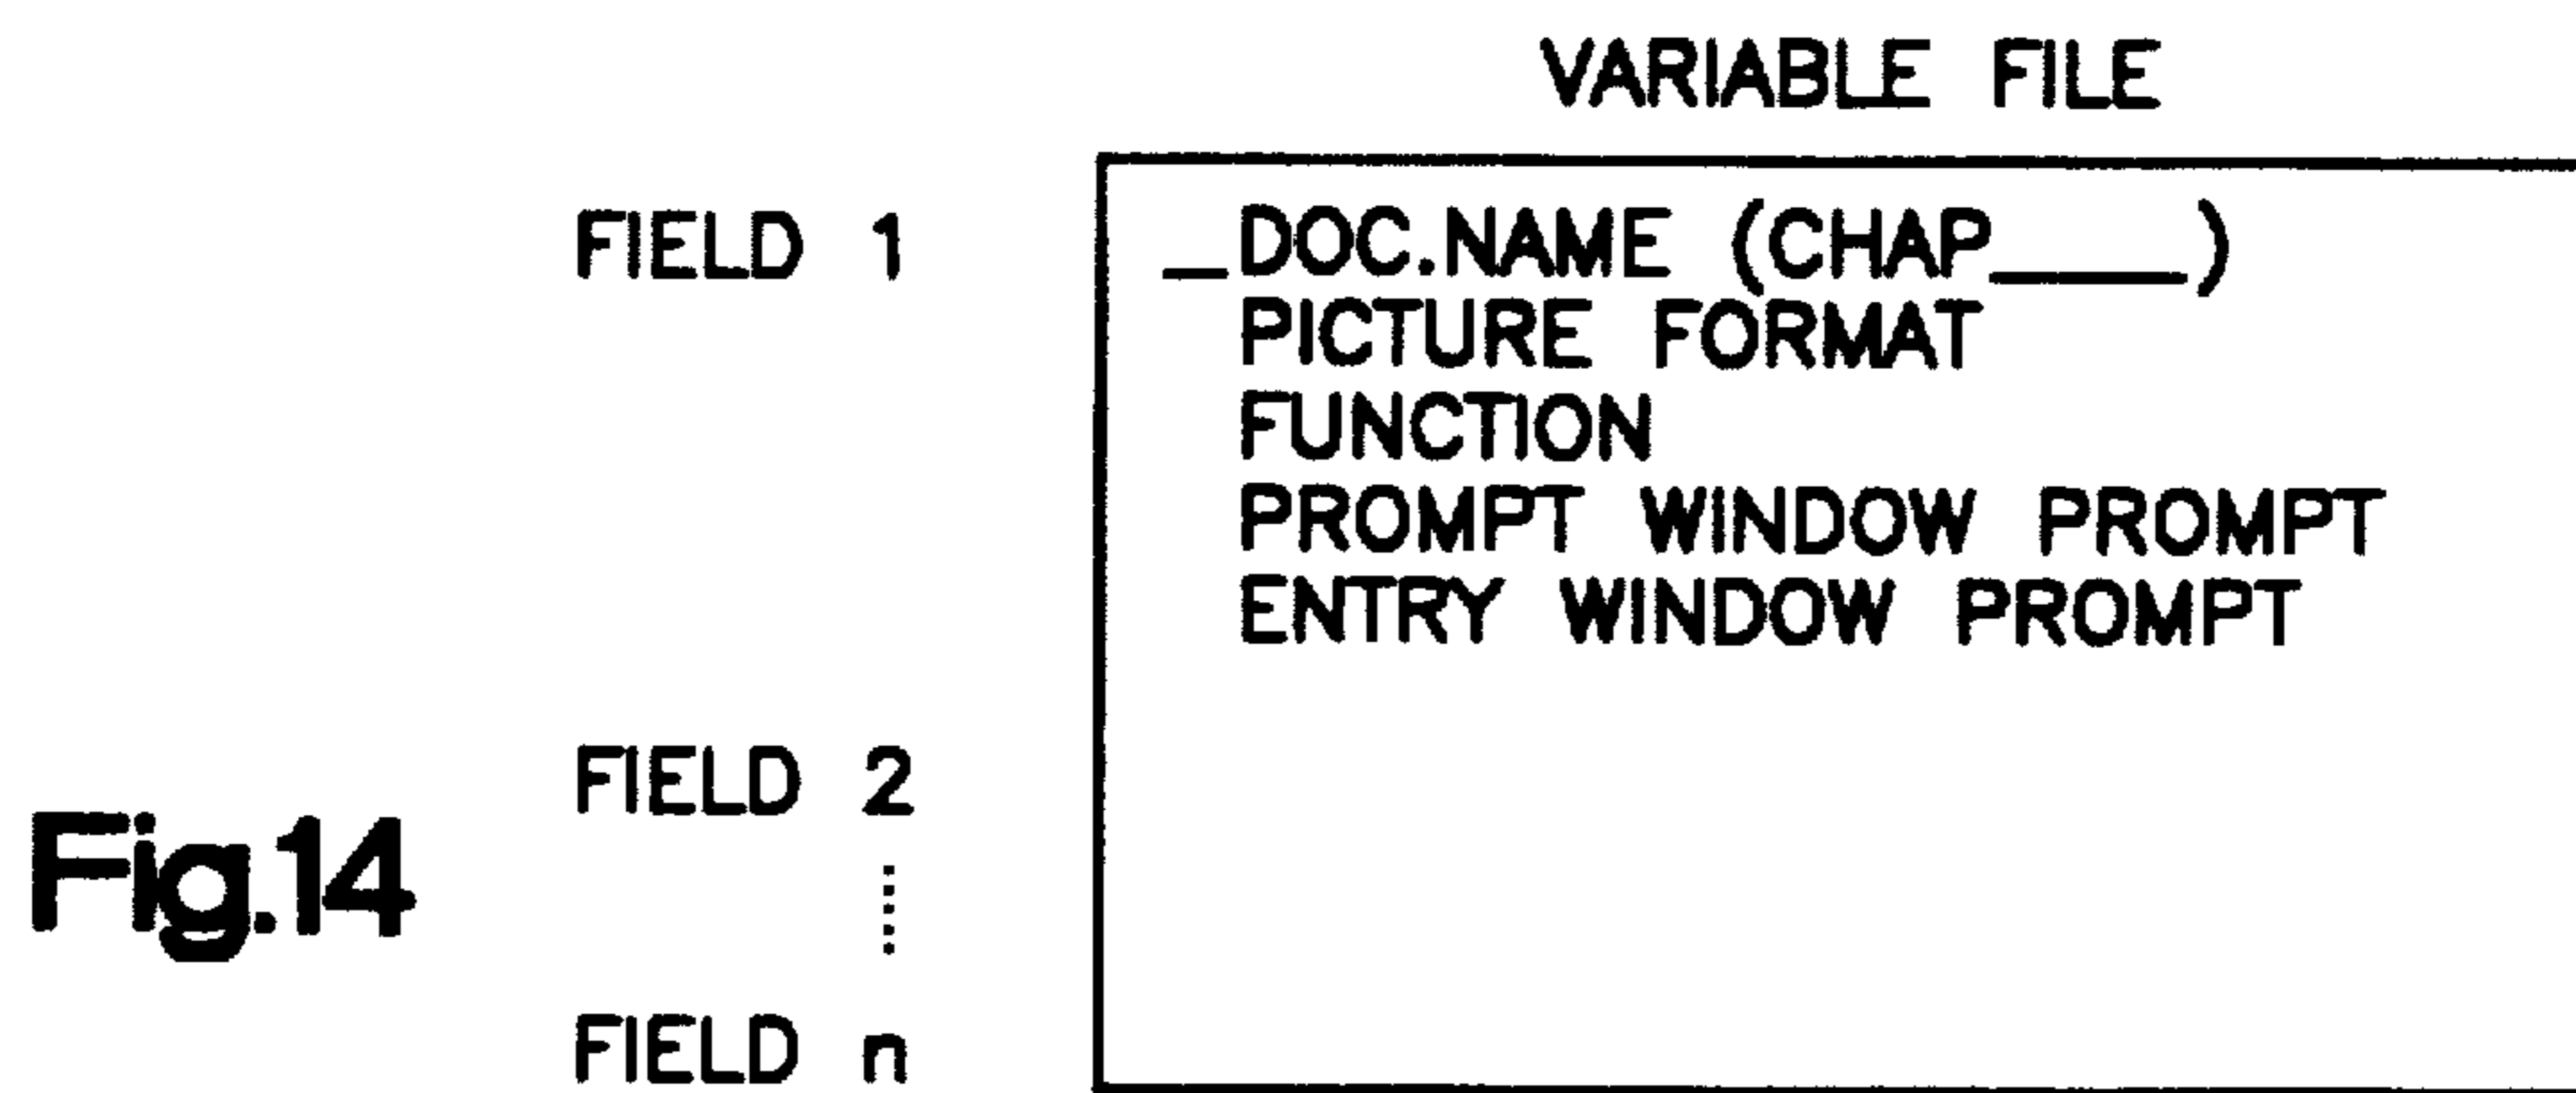 VARIABLE FILE
FIELD 1 _DOC.NAME (CHAP___)
PICTURE FORMAT
FUNCTION
PROMPT WINDOW PROMPT
ENTRY WINDOW PROMPT
FIELD 2
Fig.14
FIELD n